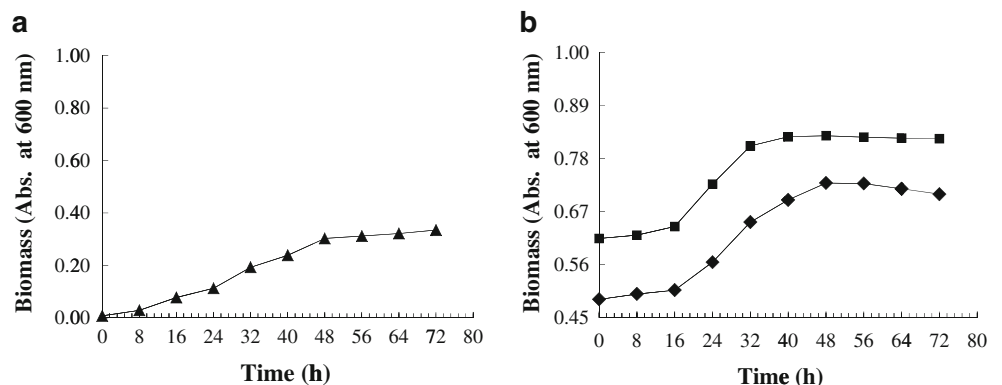 a
Biomass (Abs. at 600 nm)
1.00
0.80
0.60
0.40
0.20
0.00
0 8 16 24 32 40 48 56 64 72 80
Time (h)
b
Biomass (Abs. at 600 nm)
1.00
0.89
0.78
0.67
0.56
0.45
0 8 16 24 32 40 48 56 64 72 80
Time (h)